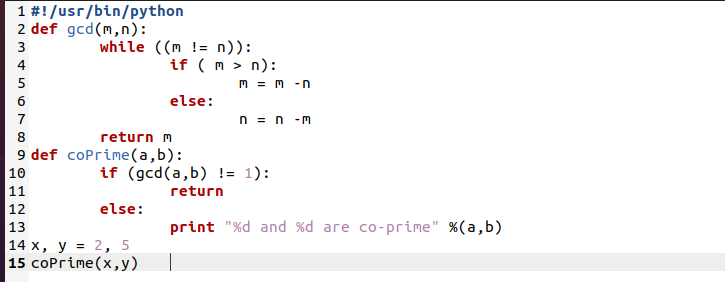 1 #!/usr/bin/python
2 def gcd(m,n):
3         while ((m != n)):
4                 if ( m > n):
5                         m = m -n
6                 else:
7                         n = n -m
8         return m
9 def coPrime(a,b):
10         if (gcd(a,b) != 1):
11                 return
12         else:
13                 print "%d and %d are co-prime" %(a,b)
14 x, y = 2, 5
15 coPrime(x,y)